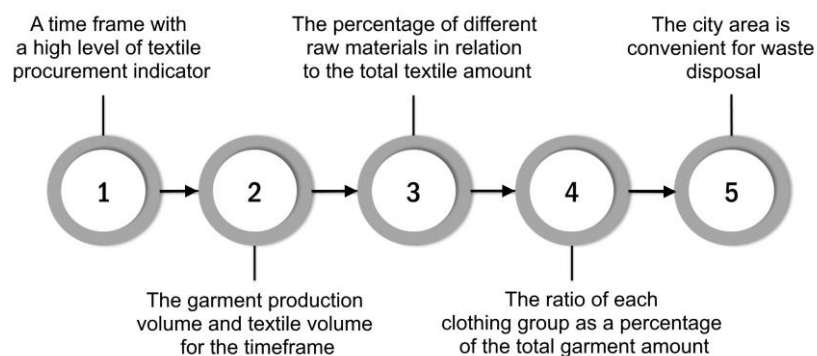 A time frame with
a high level of textile
procurement indicator
The percentage of different
raw materials in relation
to the total textile amount
The city area is
convenient for waste
disposal
1
2
3
4
5
The garment production
volume and textile volume
for the timeframe
The ratio of each
clothing group as a percentage
of the total garment amount